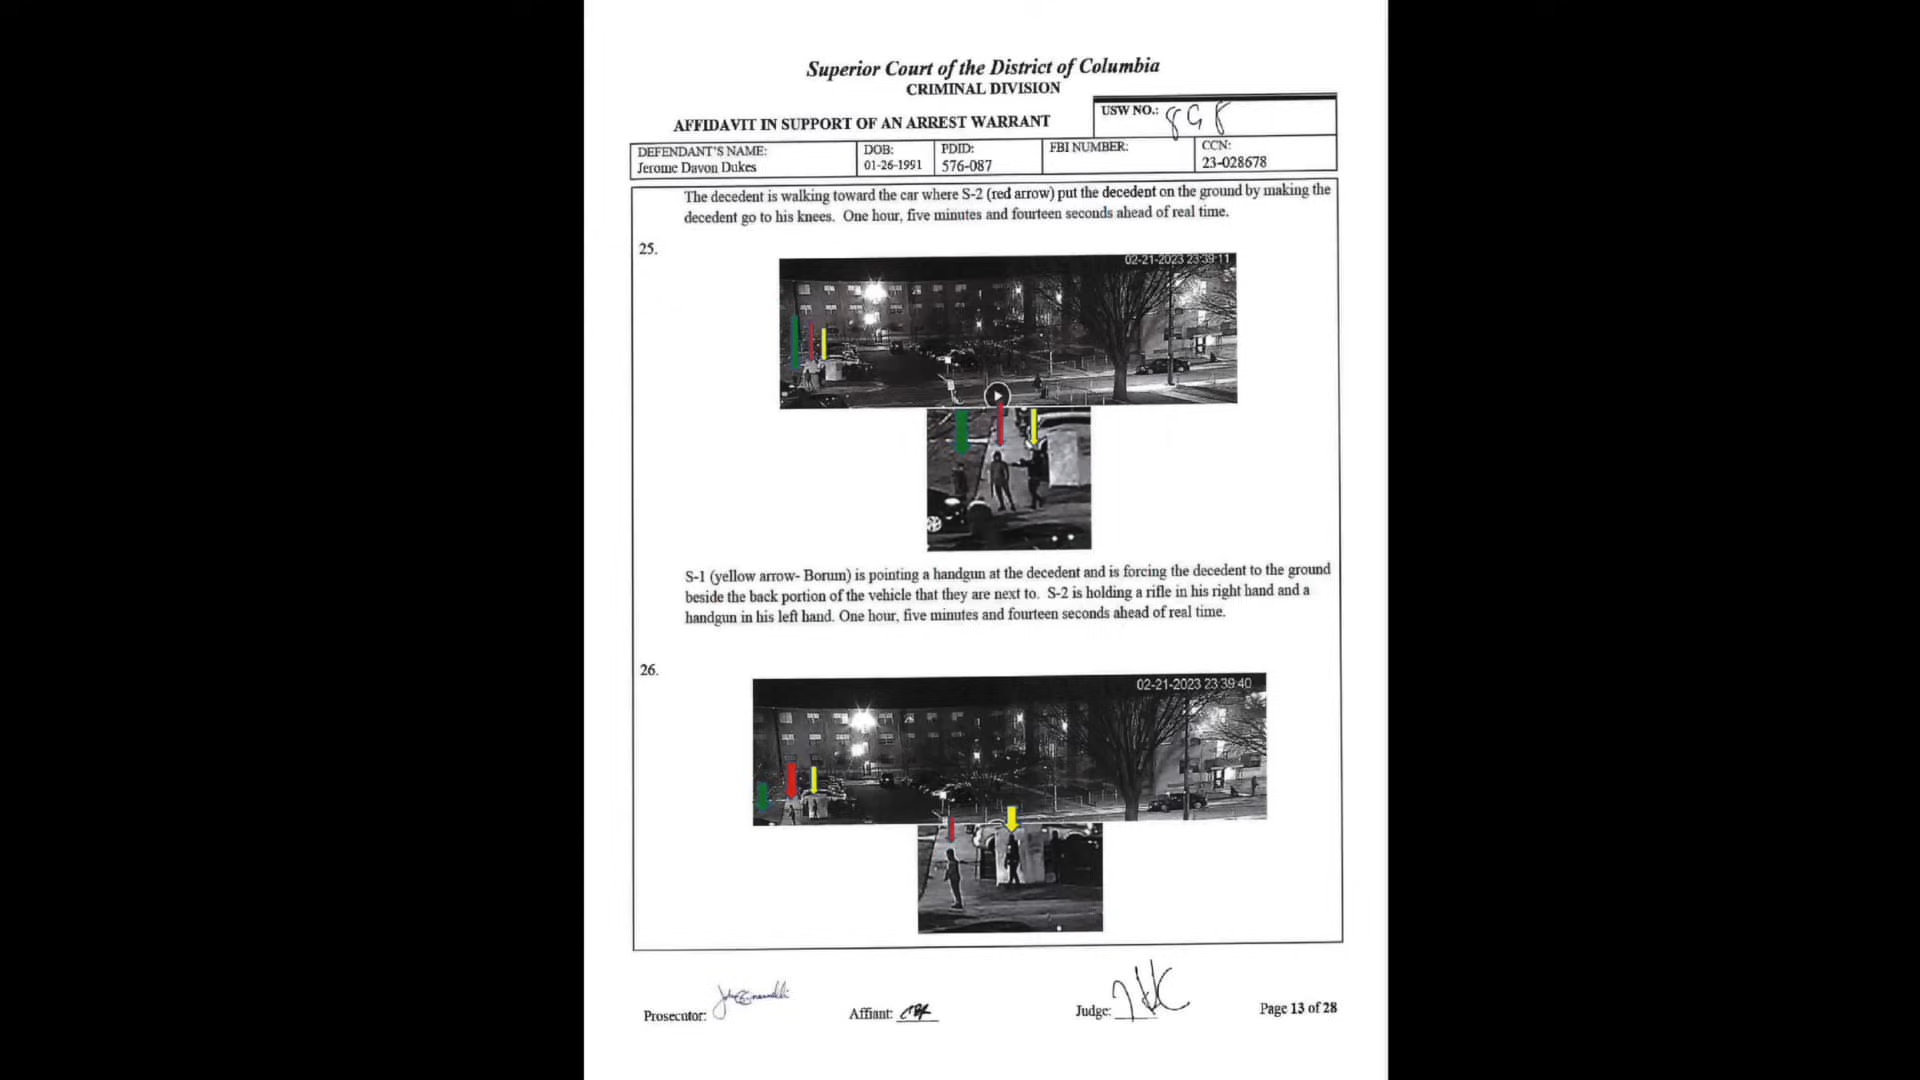 Superior Court of the District of Columbia
CRIMINAL DIVISION
AFFIDAVIT IN SUPPORT OF AN ARREST WARRANT
USW NO.:
DEFENDANT'S NAME:
Jerome Davon Dukes
DOB:
01-26-1991
PDID:
576-087
FBI NUMBER:
CCN:
23-028678
The decedent is walking toward the car where S-2 (red arrow) put the decedent on the ground by making the
decedent go to his knees. One hour, five minutes and fourteen seconds ahead of real time.
25.
02-21-2023 23:39:11
S-1 (yellow arrow- Borum) is pointing a handgun at the decedent and is forcing the decedent to the ground
beside the back portion of the vehicle that they are next to. S-2 is holding a rifle in his right hand and a
handgun in his left hand. One hour, five minutes and fourteen seconds ahead of real time.
26.
02-21-2023 23:39:40
Prosecutor:
Affiant:
Judge:
Page 13 of 28